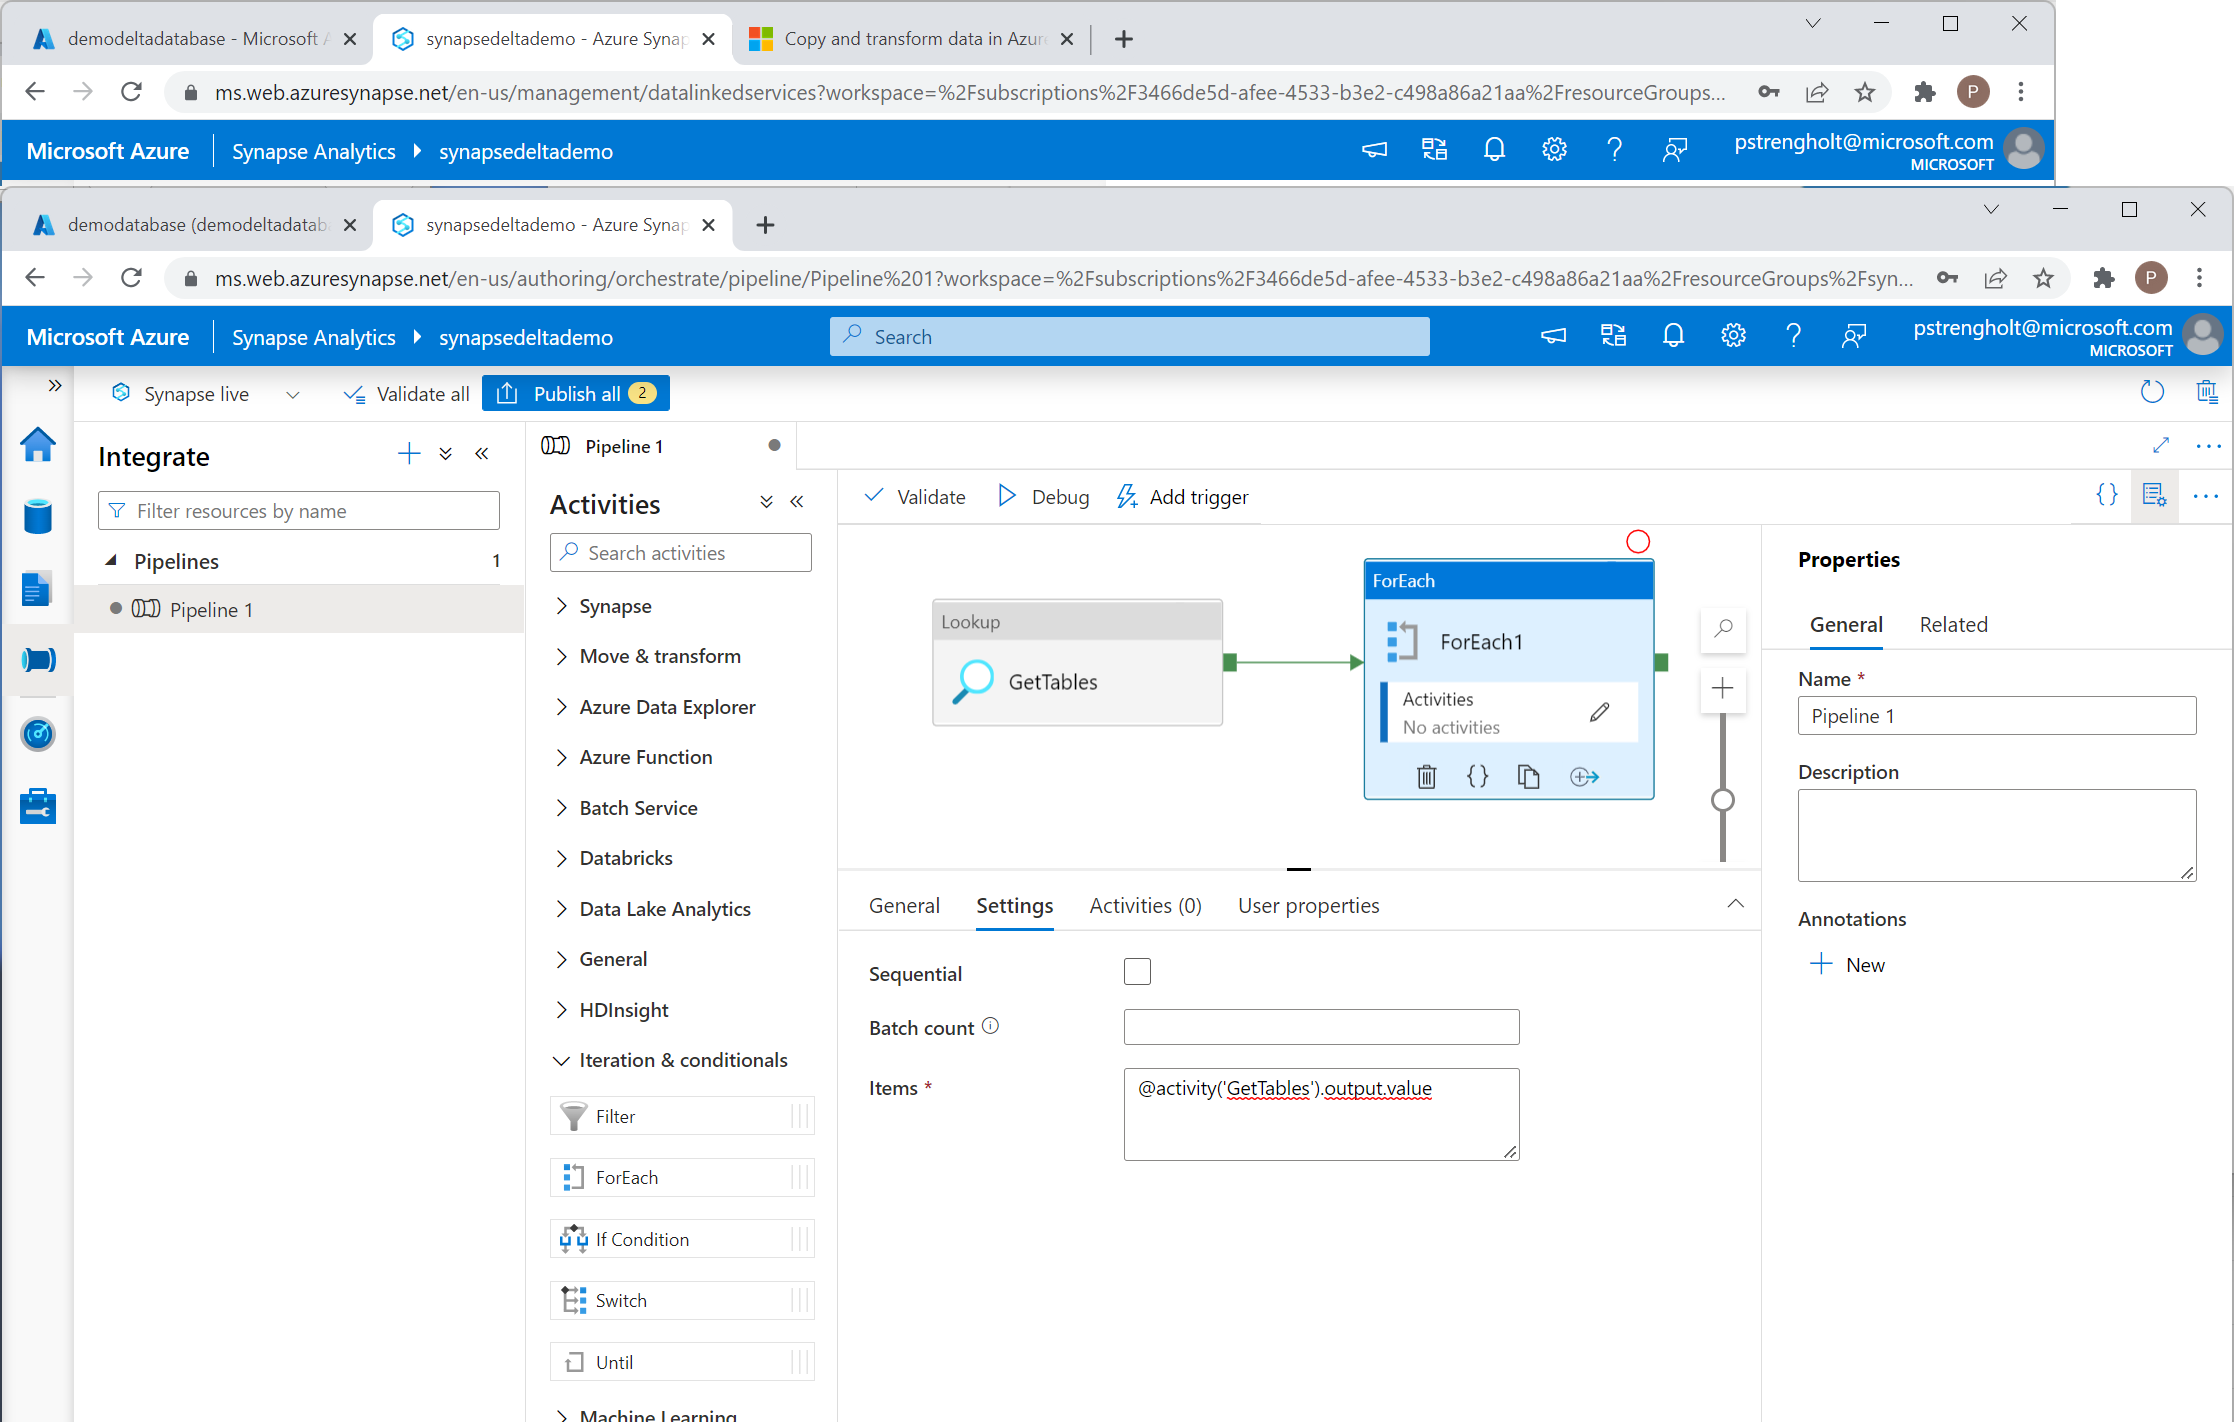 demodeltadatabase - Microsoft
synapsedeltademo - Azure Synap
Copy and transform data in Azur
ms.web.azuresynapse.net/en-us/management/datalinkedservices?workspace=%2Fsubscriptions%2F3466de5d-afee-4533-b3e2-c498a86a21aa%2FresourceGroups...
P
Microsoft Azure
Synapse Analytics
synapsedeltademo
pstrengholt@microsoft.com
MICROSOFT
demodatabase (demodeltadatab
synapsedeltademo - Azure Synap
ms.web.azuresynapse.net/en-us/authoring/orchestrate/pipeline/Pipeline%201?workspace=%2Fsubscriptions%2F3466de5d-afee-4533-b3e2-c498a86a21aa%2FresourceGroups%2Fsyn...
P
Microsoft Azure
Synapse Analytics
synapsedeltademo
Search
pstrengholt@microsoft.com
MICROSOFT
Synapse live
Validate all
Publish all 2
Integrate
Filter resources by name
Pipelines 1
Pipeline 1
Pipeline 1
Activities
Search activities
Synapse
Move & transform
Azure Data Explorer
Azure Function
Batch Service
Databricks
Data Lake Analytics
General
HDInsight
Iteration & conditionals
Filter
ForEach
If Condition
Switch
Until
Machine Learning
Validate
Debug
Add trigger
Lookup
GetTables
ForEach
ForEach1
Activities
No activities
General
Settings
Activities (0)
User properties
Sequential
Batch count
Items *
@activity('GetTables').output.value
Properties
General
Related
Name *
Pipeline 1
Description
Annotations
New